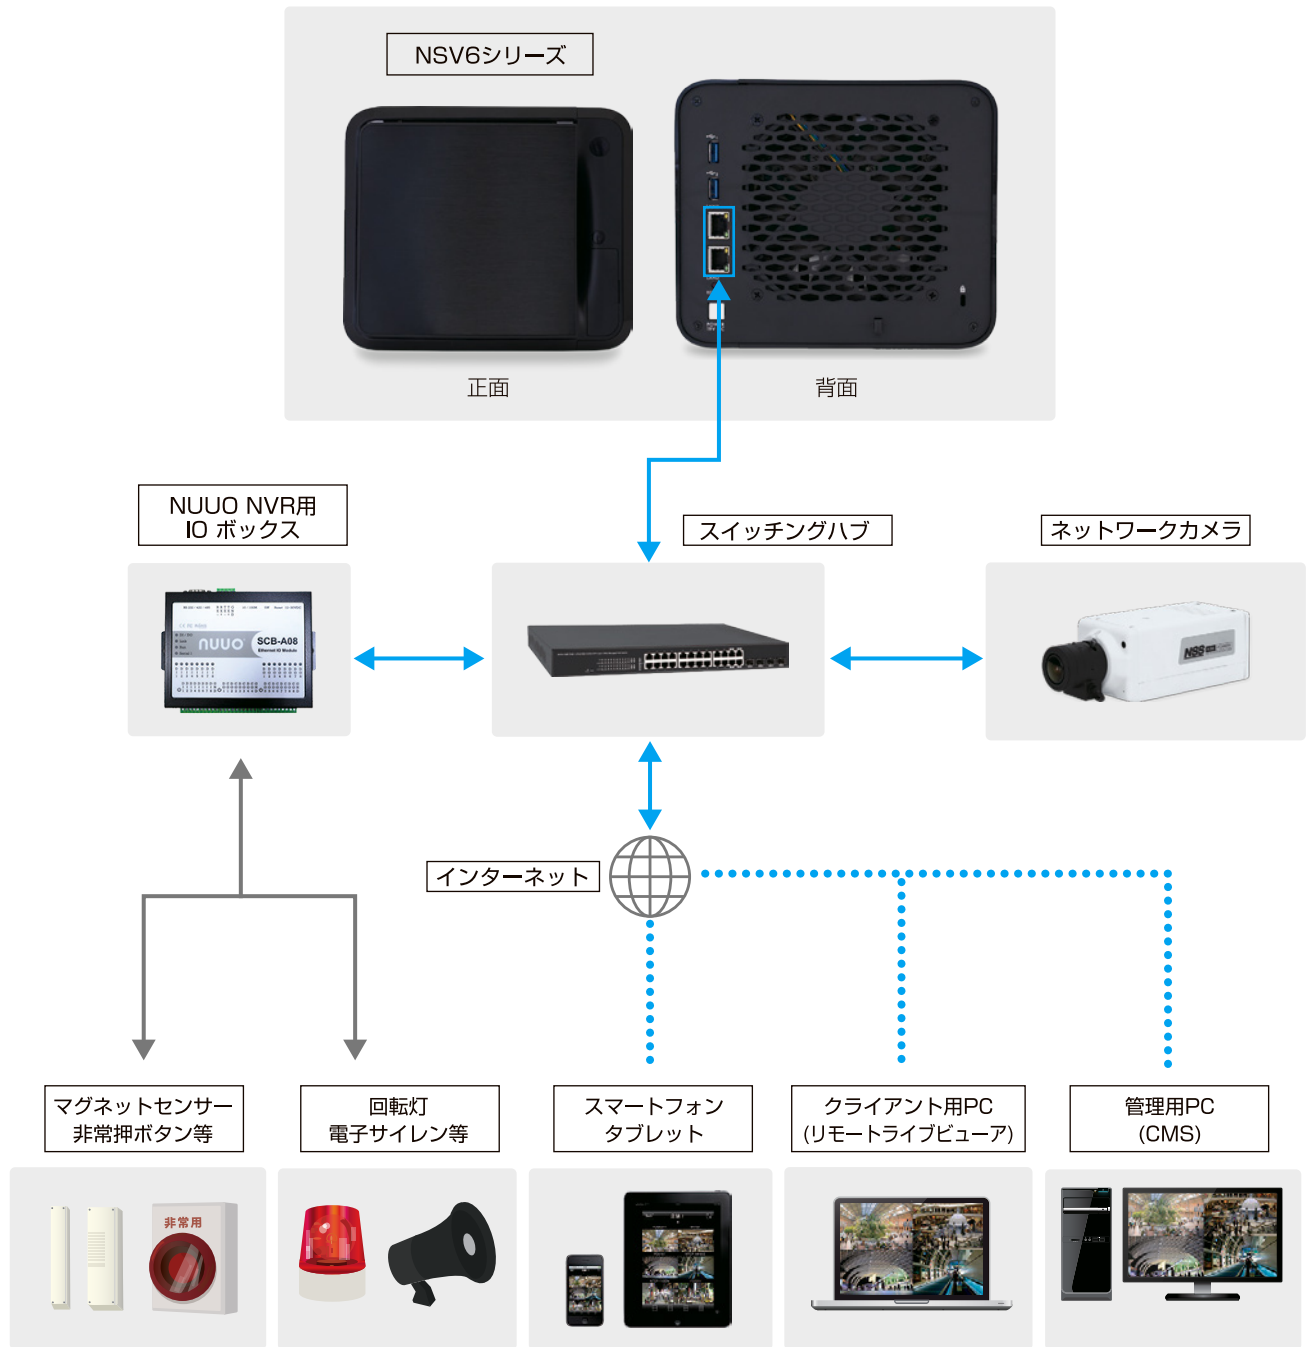 NSV6シリーズ
正面
背面
NUUO NVR用
IO ボックス
スイッチングハブ
ネットワークカメラ
nuuo
SCB-A08
Ethernet IO Module
NSS
インターネット
マグネットセンサー
非常押ボタン等
回転灯
電子サイレン等
スマートフォン
タブレット
クライアント用PC
(リモートライブビューア)
管理用PC
(CMS)
非常用